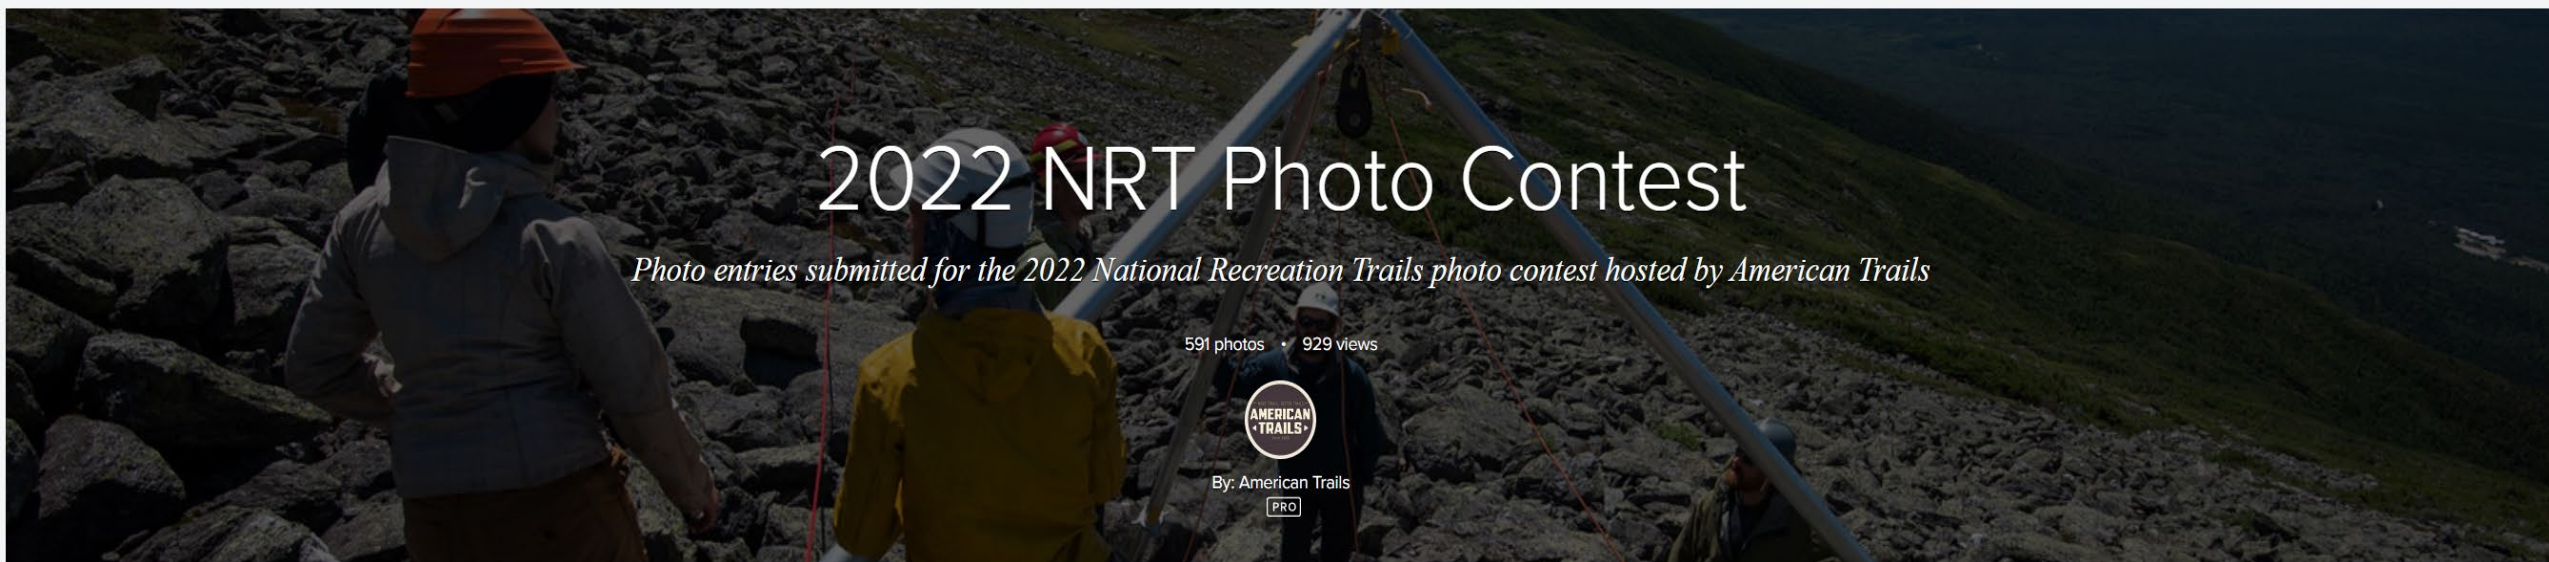 2022 NRT Photo Contest
Photo entries submitted for the 2022 National Recreation Trails photo contest hosted by American Trails
591 photos • 929 views
AMERICAN
TRAILS
By: American Trails
PRO